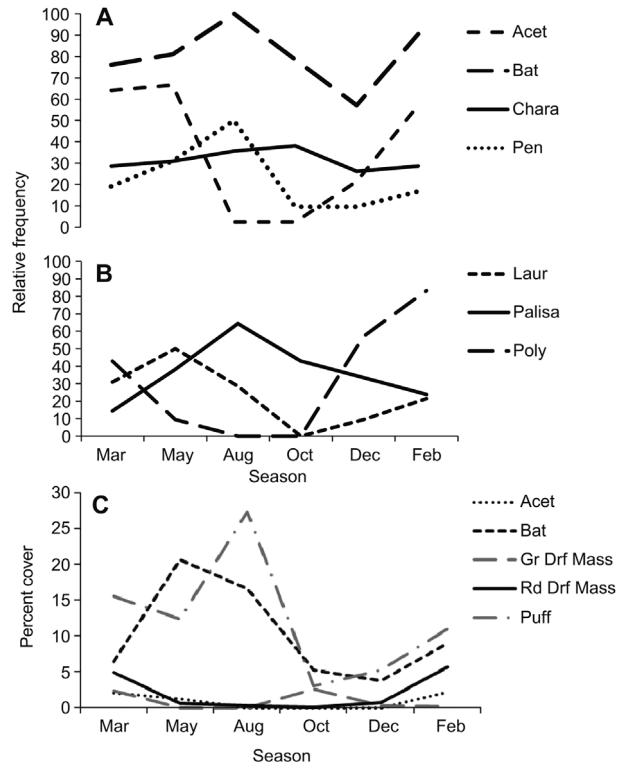 A
100
90
80
70
60
50
40
30
20
10
0
Acet
Bat
Chara
Pen
Relative frequency
B
100
90
80
70
60
50
40
30
20
10
0
Laur
Palisa
Poly
Mar May Aug Oct Dec Feb
Season
C
30
25
20
15
10
5
0
Percent cover
Acet
Bat
Gr Drf Mass
Rd Drf Mass
Puff
Mar May Aug Oct Dec Feb
Season